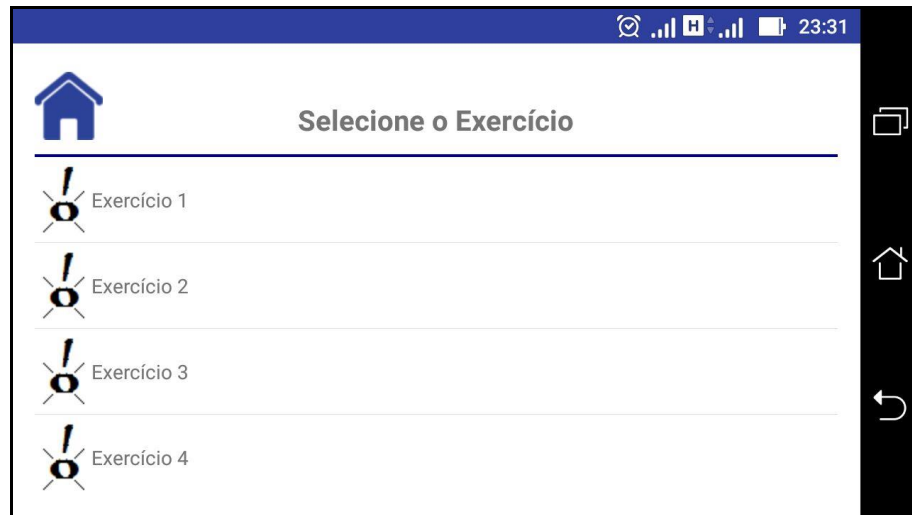 H 23:31
Selecione o Exercício
Exercício 1
Exercício 2
Exercício 3
Exercício 4